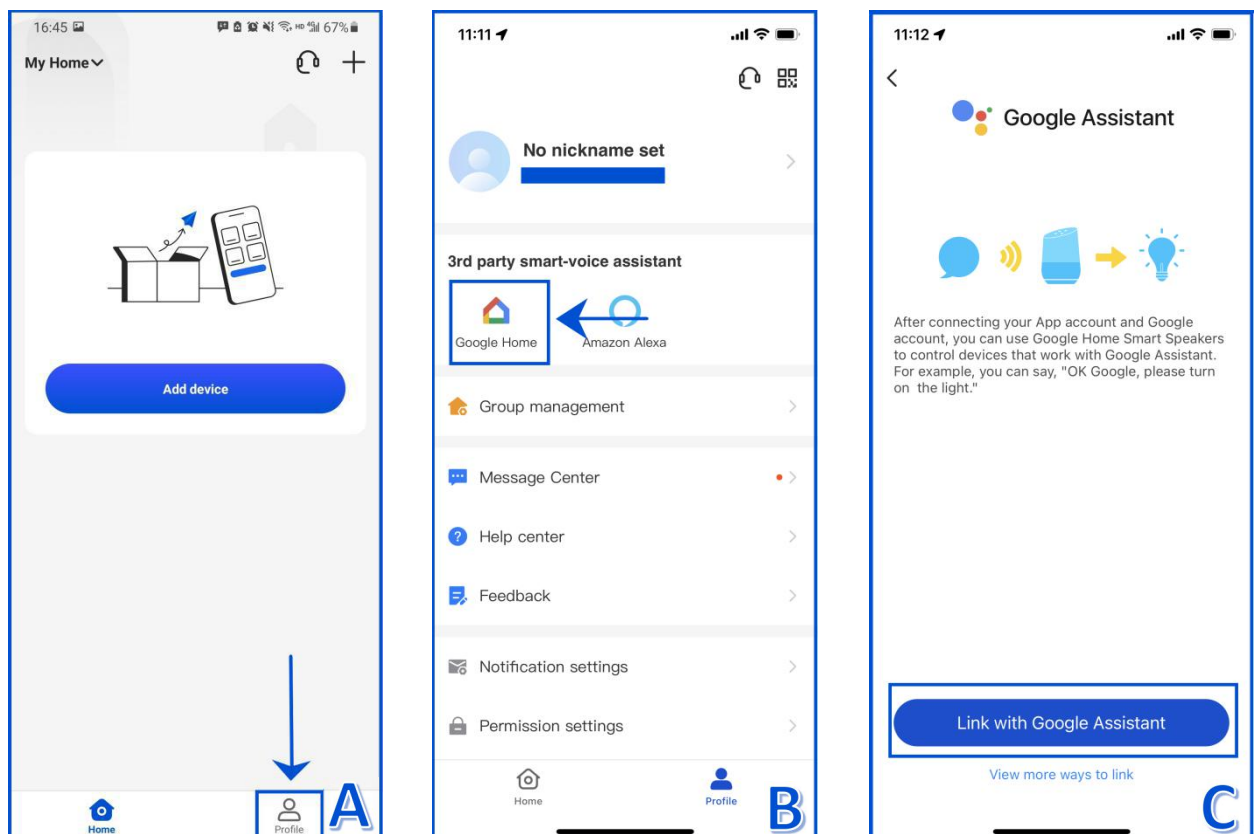 16:45
HD 4G 67%
My Home
Add device
Home
Profile
A
11:11
No nickname set
3rd party smart-voice assistant
Google Home
Amazon Alexa
Group management
Message Center
Help center
Feedback
Notification settings
Permission settings
Home
Profile
B
11:12
Google Assistant
After connecting your App account and Google
account, you can use Google Home Smart Speakers
to control devices that work with Google Assistant.
For example, you can say, "OK Google, please turn
on the light."
Link with Google Assistant
View more ways to link
C